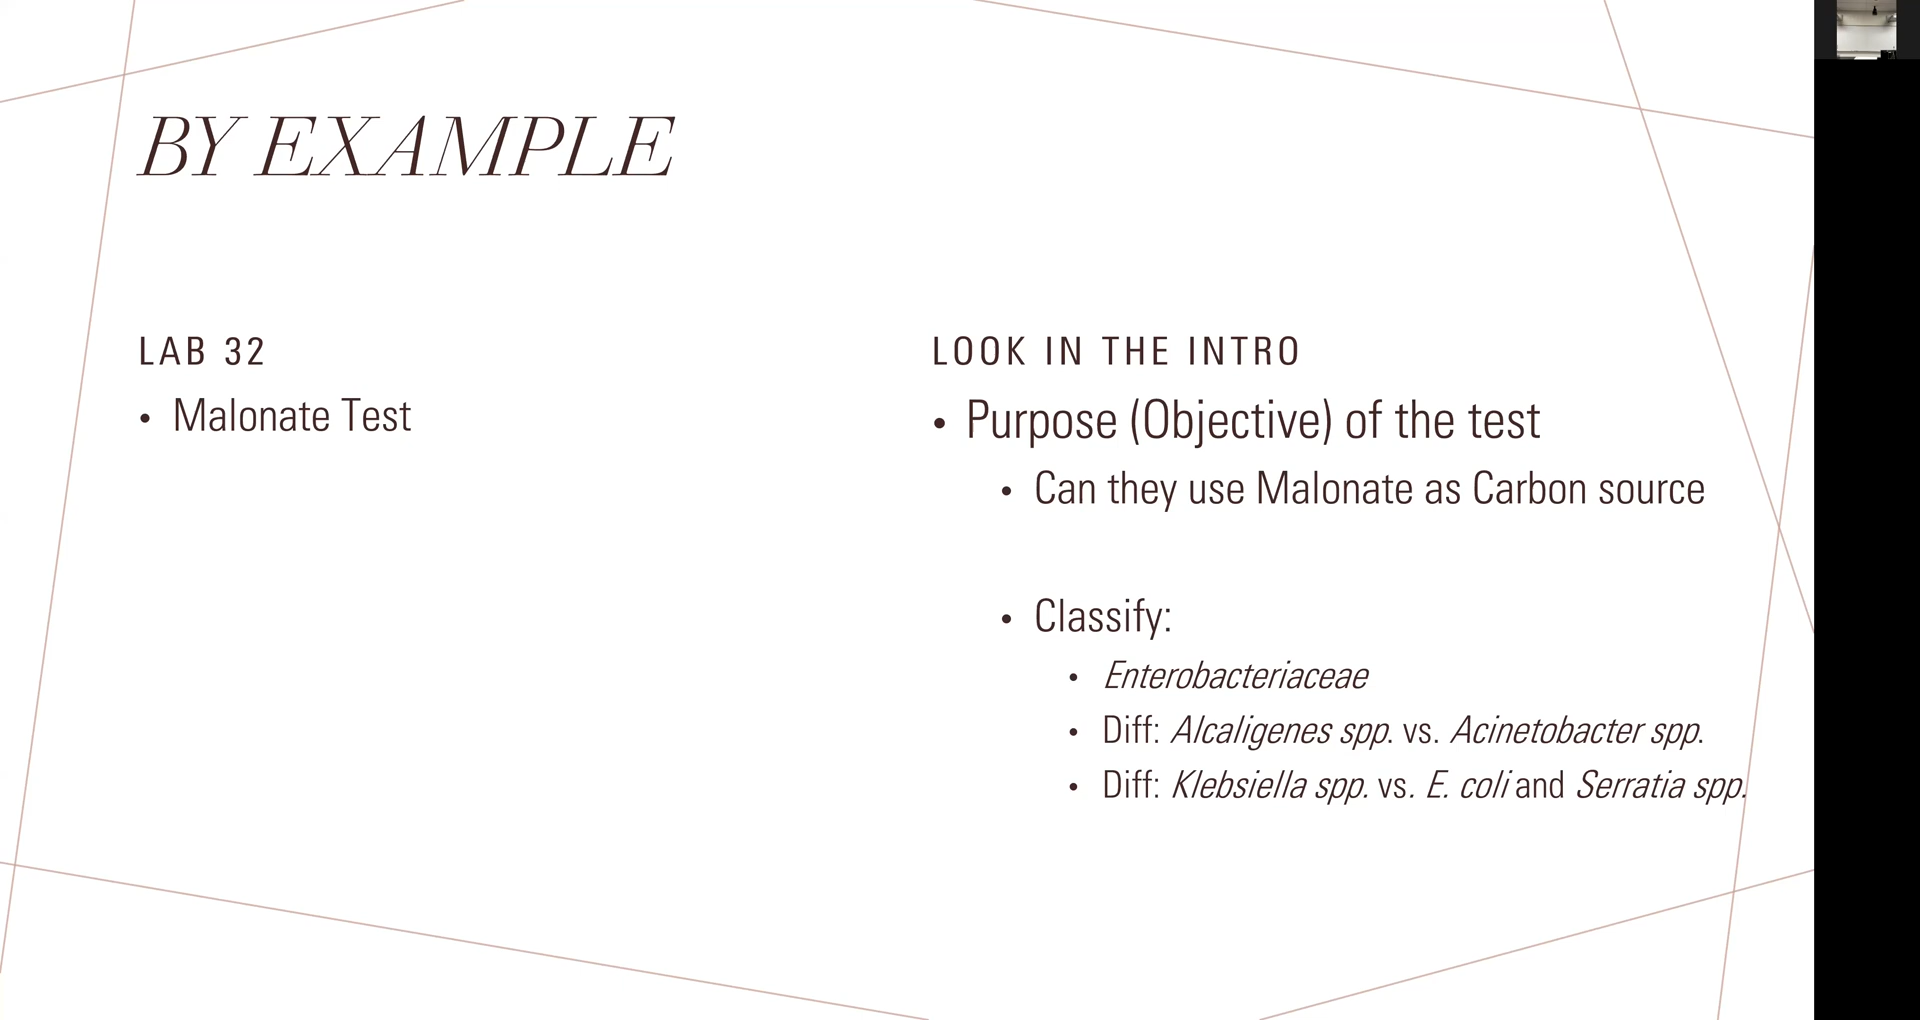 BY EXAMPLE
LAB 32
• Malonate Test
LOOK IN THE INTRO
• Purpose (Objective) of the test
• Can they use Malonate as Carbon source
• Classify:
• Enterobacteriaceae
• Diff: Alcaligenes spp. vs. Acinetobacter spp.
• Diff: Klebsiella spp. vs. E. coli and Serratia spp.